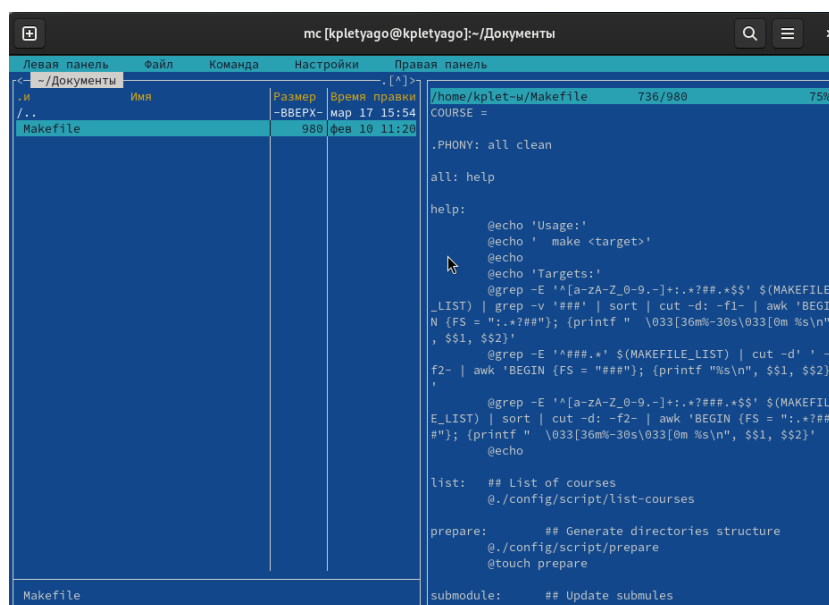 mc [kpletyago@kpletyago]:~/Документы
Левая панель Файл Команда Настройки Правая панель
<— ~/Документы .[^]>
.и Имя Размер Время правки
/.. -ВВЕРХ- мар 17 15:54
Makefile 980 фев 10 11:20
Makefile
/home/kplet~ы/Makefile 736/980 75%
COURSE =
.PHONY: all clean
all: help
help:
@echo 'Usage:'
@echo '  make <target>'
@echo
@echo 'Targets:'
@grep -E '^[a-zA-Z_0-9.-]+:.*?##.*$$' $(MAKEFILE
_LIST) | grep -v '###' | sort | cut -d: -f1- | awk 'BEGI
N {FS = ":.*?##"}; {printf "  \033[36m%-30s\033[0m %s\n"
, $$1, $$2}'
@grep -E '^###.*' $(MAKEFILE_LIST) | cut -d' ' -
f2- | awk 'BEGIN {FS = "###"}; {printf "%s\n", $$1, $$2}
'
@grep -E '^[a-zA-Z_0-9.-]+:.*?###.*$$' $(MAKEFIL
E_LIST) | sort | cut -d: -f2- | awk 'BEGIN {FS = ":.*?##
#"}; {printf "  \033[36m%-30s\033[0m %s\n", $$1, $$2}'
@echo
list: ## List of courses
@./config/script/list-courses
prepare: ## Generate directories structure
@./config/script/prepare
@touch prepare
submodule: ## Update submules